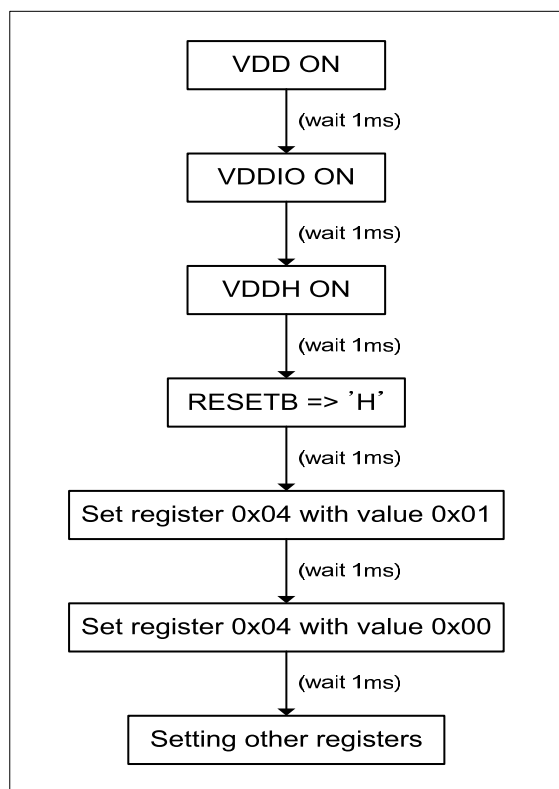 VDD ON
(wait 1ms)
VDDIO ON
(wait 1ms)
VDDH ON
(wait 1ms)
RESETB => 'H'
(wait 1ms)
Set register 0x04 with value 0x01
(wait 1ms)
Set register 0x04 with value 0x00
(wait 1ms)
Setting other registers